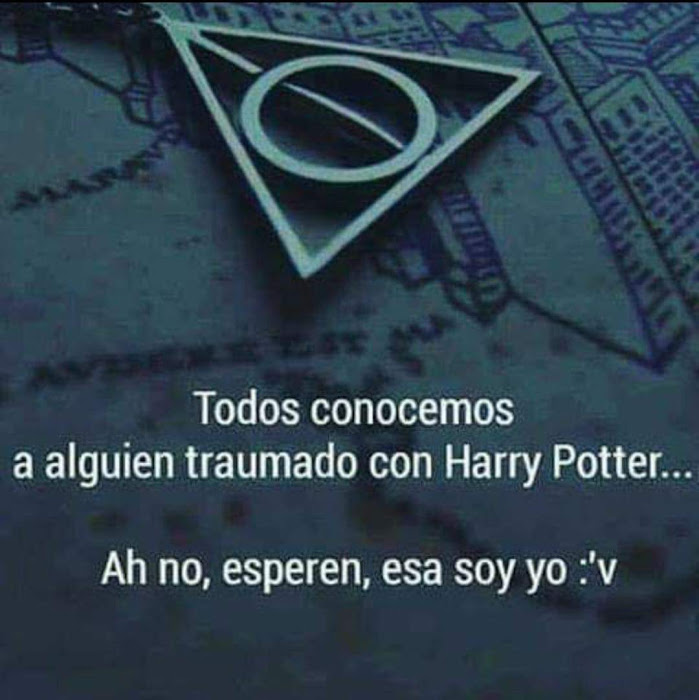 Todos conocemos
a alguien traumado con Harry Potter...
Ah no, esperen, esa soy yo :'v